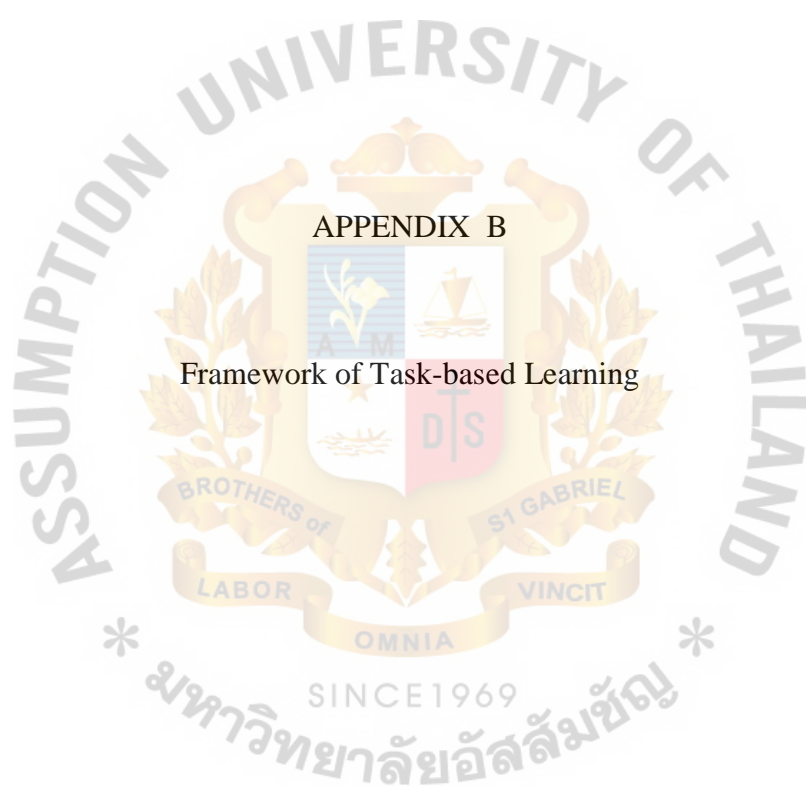 ASSUMPTION UNIVERSITY OF THAILAND
APPENDIX B
A M
Framework of Task-based Learning
D S
BROTHERS of
S1 GABRIEL
LABOR
OMNIA
VINCIT
SINCE1969
* มหาวิทยาลัยอัสสัมชัญ *